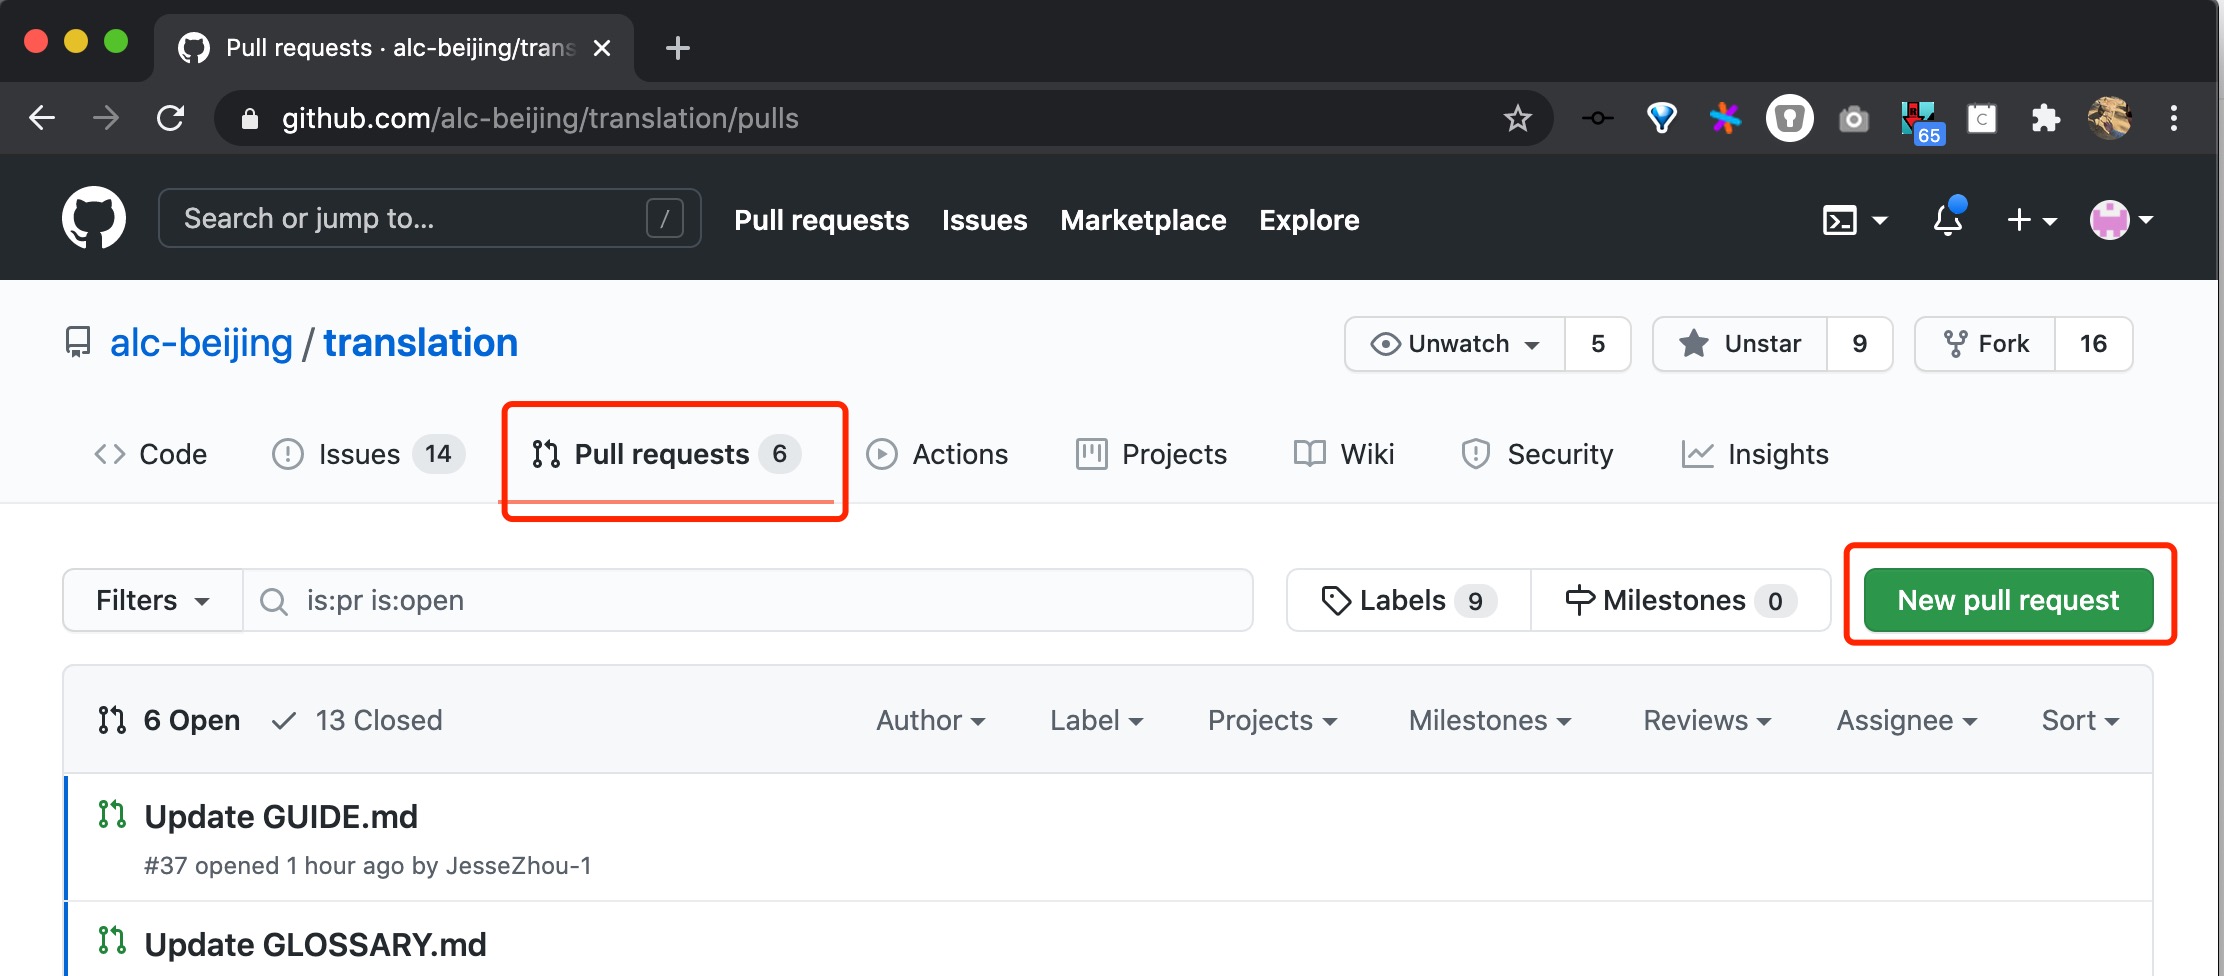 Pull requests · alc-beijing/trans
github.com/alc-beijing/translation/pulls
65
C
Search or jump to...
/
Pull requests
Issues
Marketplace
Explore
alc-beijing / translation
Unwatch 5
Unstar 9
Fork 16
Code
Issues 14
Pull requests 6
Actions
Projects
Wiki
Security
Insights
Filters
is:pr is:open
Labels 9
Milestones 0
New pull request
6 Open
13 Closed
Author
Label
Projects
Milestones
Reviews
Assignee
Sort
Update GUIDE.md
#37 opened 1 hour ago by JesseZhou-1
Update GLOSSARY.md